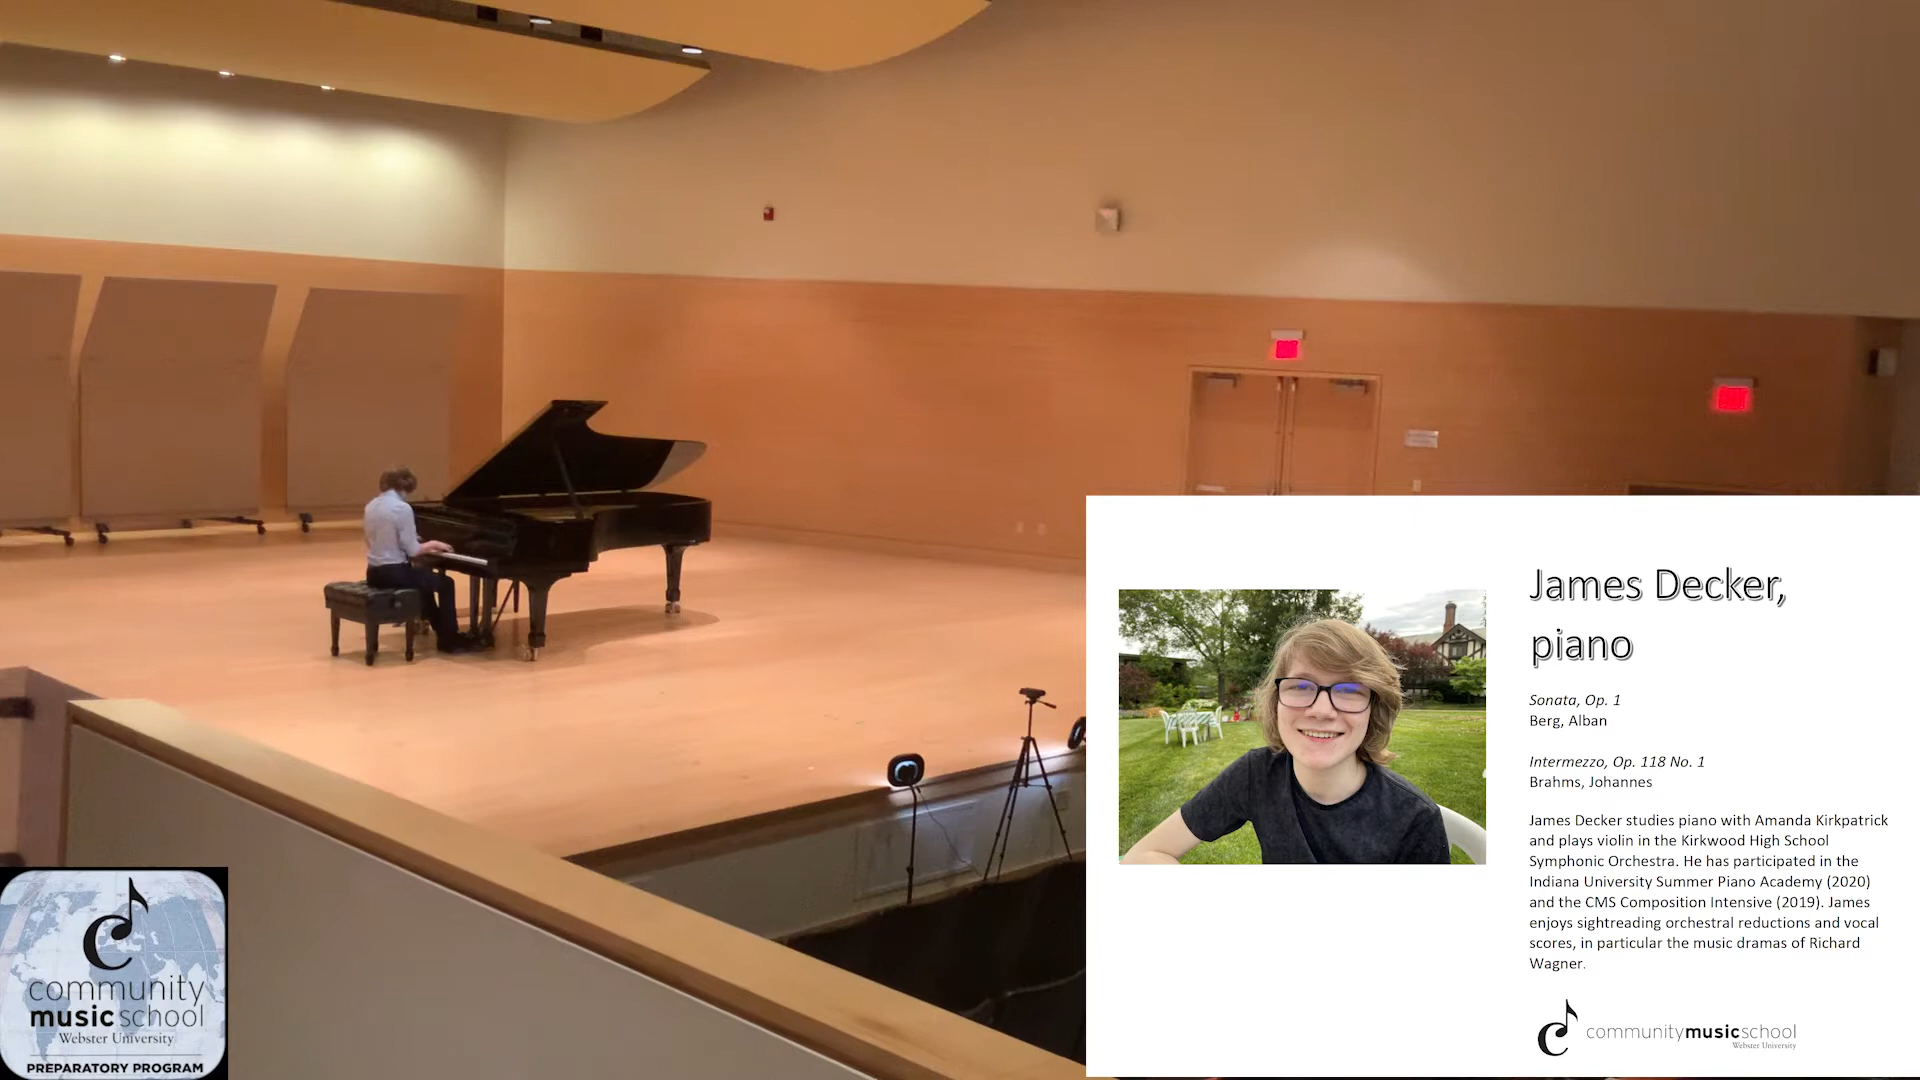 James Decker,
piano
Sonata, Op. 1
Berg, Alban
Intermezzo, Op. 118 No. 1
Brahms, Johannes
James Decker studies piano with Amanda Kirkpatrick
and plays violin in the Kirkwood High School
Symphonic Orchestra. He has participated in the
Indiana University Summer Piano Academy (2020)
and the CMS Composition Intensive (2019). James
enjoys sightreading orchestral reductions and vocal
scores, in particular the music dramas of Richard
Wagner.
communitymusicschool
Webster University
community
music school
Webster University
PREPARATORY PROGRAM